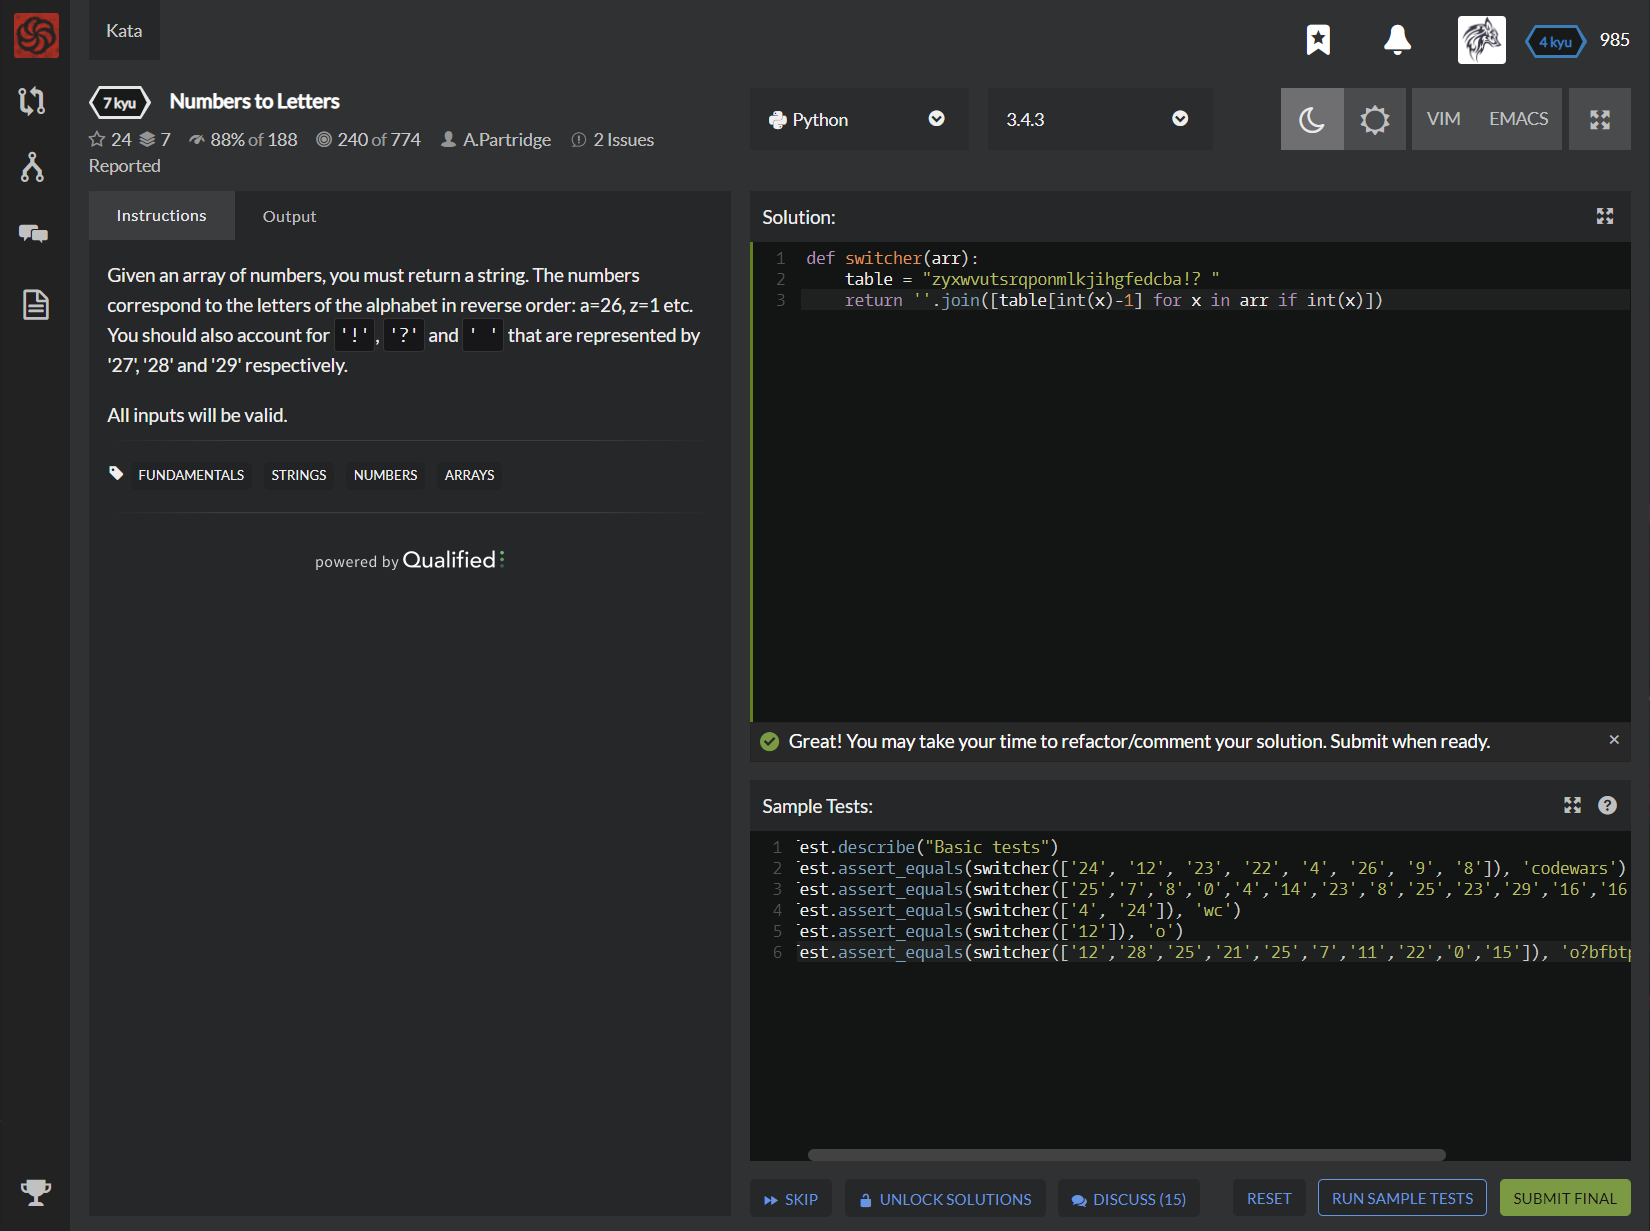 Kata
4 kyu
985
7 kyu
Numbers to Letters
24 7 88% of 188 240 of 774 A.Partridge 2 Issues
Reported
Python
3.4.3
VIM
EMACS
Instructions
Output
Given an array of numbers, you must return a string. The numbers
correspond to the letters of the alphabet in reverse order: a=26, z=1 etc.
You should also account for '!', '?' and ' ' that are represented by
'27', '28' and '29' respectively.
All inputs will be valid.
FUNDAMENTALS STRINGS NUMBERS ARRAYS
powered by Qualified
Solution:
1 def switcher(arr):
2 table = "zyxwvutsrqponmlkjihgfedcba!? "
3 return ''.join([table[int(x)-1] for x in arr if int(x)])
Great! You may take your time to refactor/comment your solution. Submit when ready.
×
Sample Tests:
?
1 est.describe("Basic tests")
2 est.assert_equals(switcher(['24', '12', '23', '22', '4', '26', '9', '8']), 'codewars')
3 est.assert_equals(switcher(['25','7','8','0','4','14','23','8','25','23','29','16','16
4 est.assert_equals(switcher(['4', '24']), 'wc')
5 est.assert_equals(switcher(['12']), 'o')
6 est.assert_equals(switcher(['12','28','25','21','25','7','11','22','0','15']), 'o?bfbtp
SKIP
UNLOCK SOLUTIONS
DISCUSS (15)
RESET
RUN SAMPLE TESTS
SUBMIT FINAL